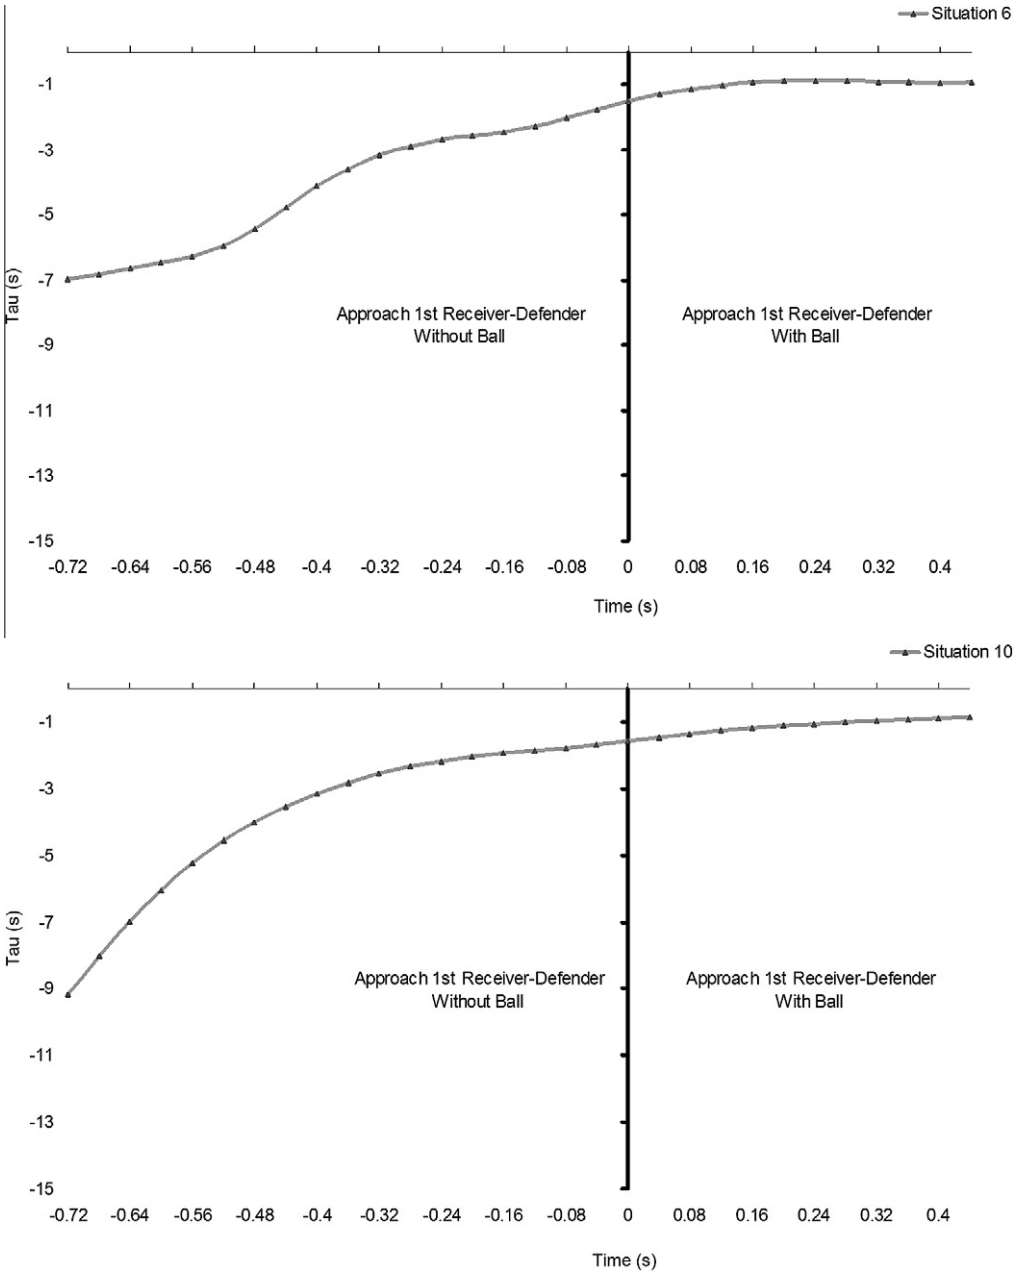 Situation 6
-1
-3
-5
-7
-9
-11
-13
-15
Tau (s)
Approach 1st Receiver-Defender
Without Ball
Approach 1st Receiver-Defender
With Ball
-0.72 -0.64 -0.56 -0.48 -0.4 -0.32 -0.24 -0.16 -0.08 0 0.08 0.16 0.24 0.32 0.4
Time (s)
Situation 10
-1
-3
-5
-7
-9
-11
-13
-15
Tau (s)
Approach 1st Receiver-Defender
Without Ball
Approach 1st Receiver-Defender
With Ball
-0.72 -0.64 -0.56 -0.48 -0.4 -0.32 -0.24 -0.16 -0.08 0 0.08 0.16 0.24 0.32 0.4
Time (s)